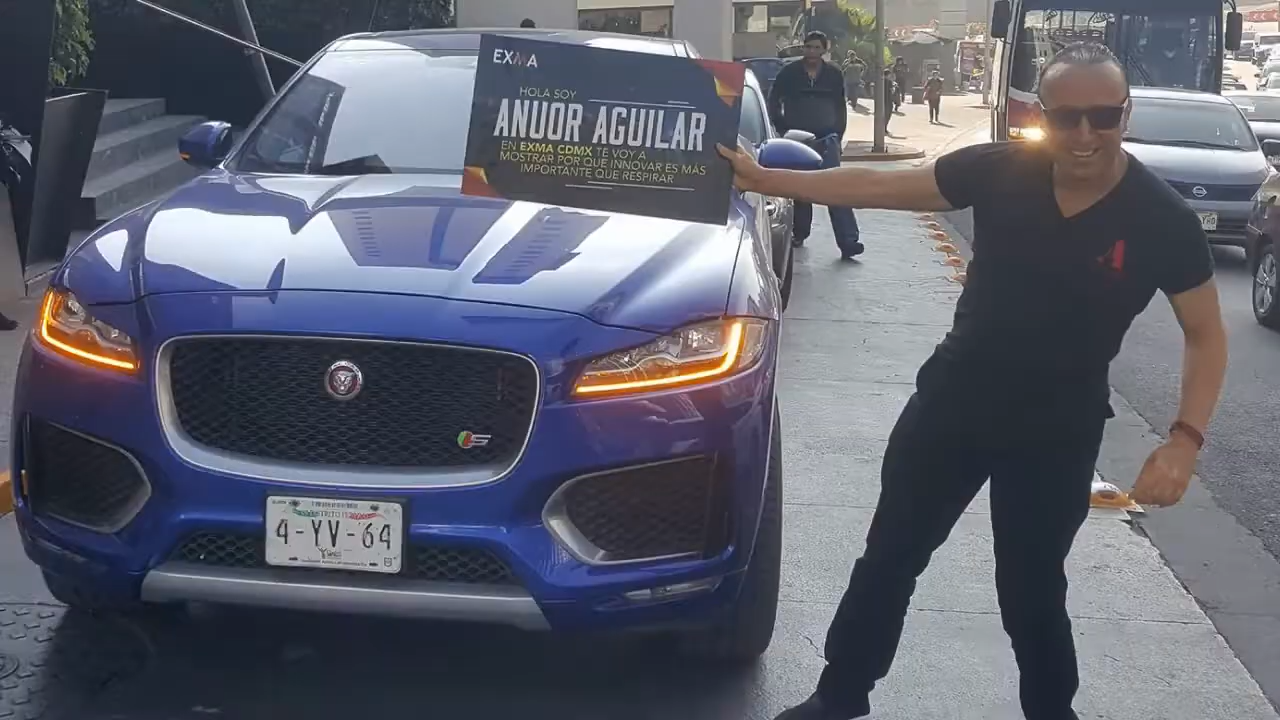 EXMA
HOLA SOY
ANUOR AGUILAR
EN EXMA CDMX TE VOY A
MOSTRAR POR QUE INNOVAR ES MÁS
IMPORTANTE QUE RESPIRAR
S
4-YV-64